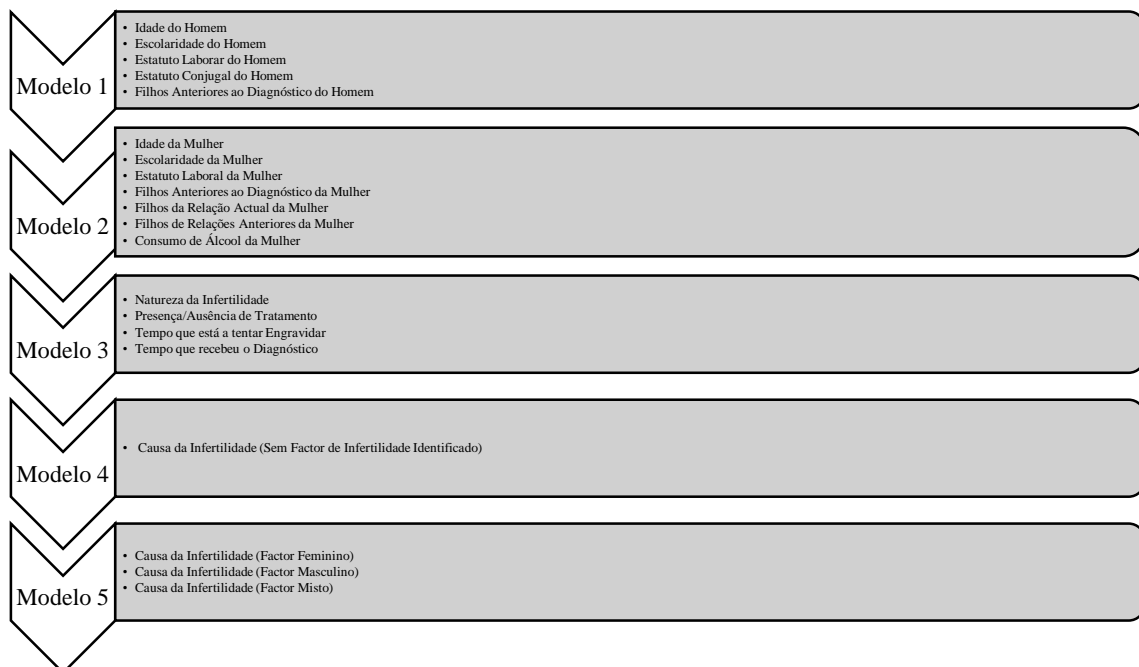 Modelo 1
• Idade do Homem
• Escolaridade do Homem
• Estatuto Laborar do Homem
• Estatuto Conjugal do Homem
• Filhos Anteriores ao Diagnóstico do Homem
Modelo 2
• Idade da Mulher
• Escolaridade da Mulher
• Estatuto Laboral da Mulher
• Filhos Anteriores ao Diagnóstico da Mulher
• Filhos da Relação Actual da Mulher
• Filhos de Relações Anteriores da Mulher
• Consumo de Álcool da Mulher
Modelo 3
• Natureza da Infertilidade
• Presença/Ausência de Tratamento
• Tempo que está a tentar Engravidar
• Tempo que recebeu o Diagnóstico
Modelo 4
• Causa da Infertilidade (Sem Factor de Infertilidade Identificado)
Modelo 5
• Causa da Infertilidade (Factor Feminino)
• Causa da Infertilidade (Factor Masculino)
• Causa da Infertilidade (Factor Misto)